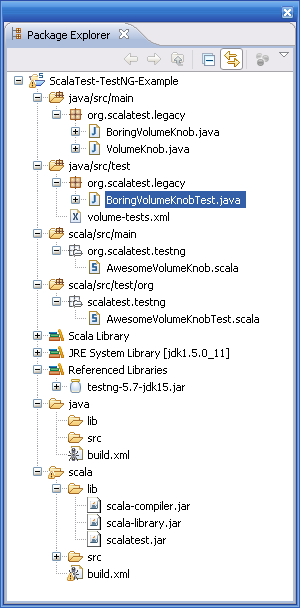 Package Explorer
ScalaTest-TestNG-Example
java/src/main
org.scalatest.legacy
BoringVolumeKnob.java
VolumeKnob.java
java/src/test
org.scalatest.legacy
BoringVolumeKnobTest.java
volume-tests.xml
scala/src/main
org.scalatest.testng
AwesomeVolumeKnob.scala
scala/src/test/org
scalatest.testng
AwesomeVolumeKnobTest.scala
Scala Library
JRE System Library [jdk1.5.0_11]
Referenced Libraries
testng-5.7-jdk15.jar
java
lib
src
build.xml
scala
lib
scala-compiler.jar
scala-library.jar
scalatest.jar
src
build.xml